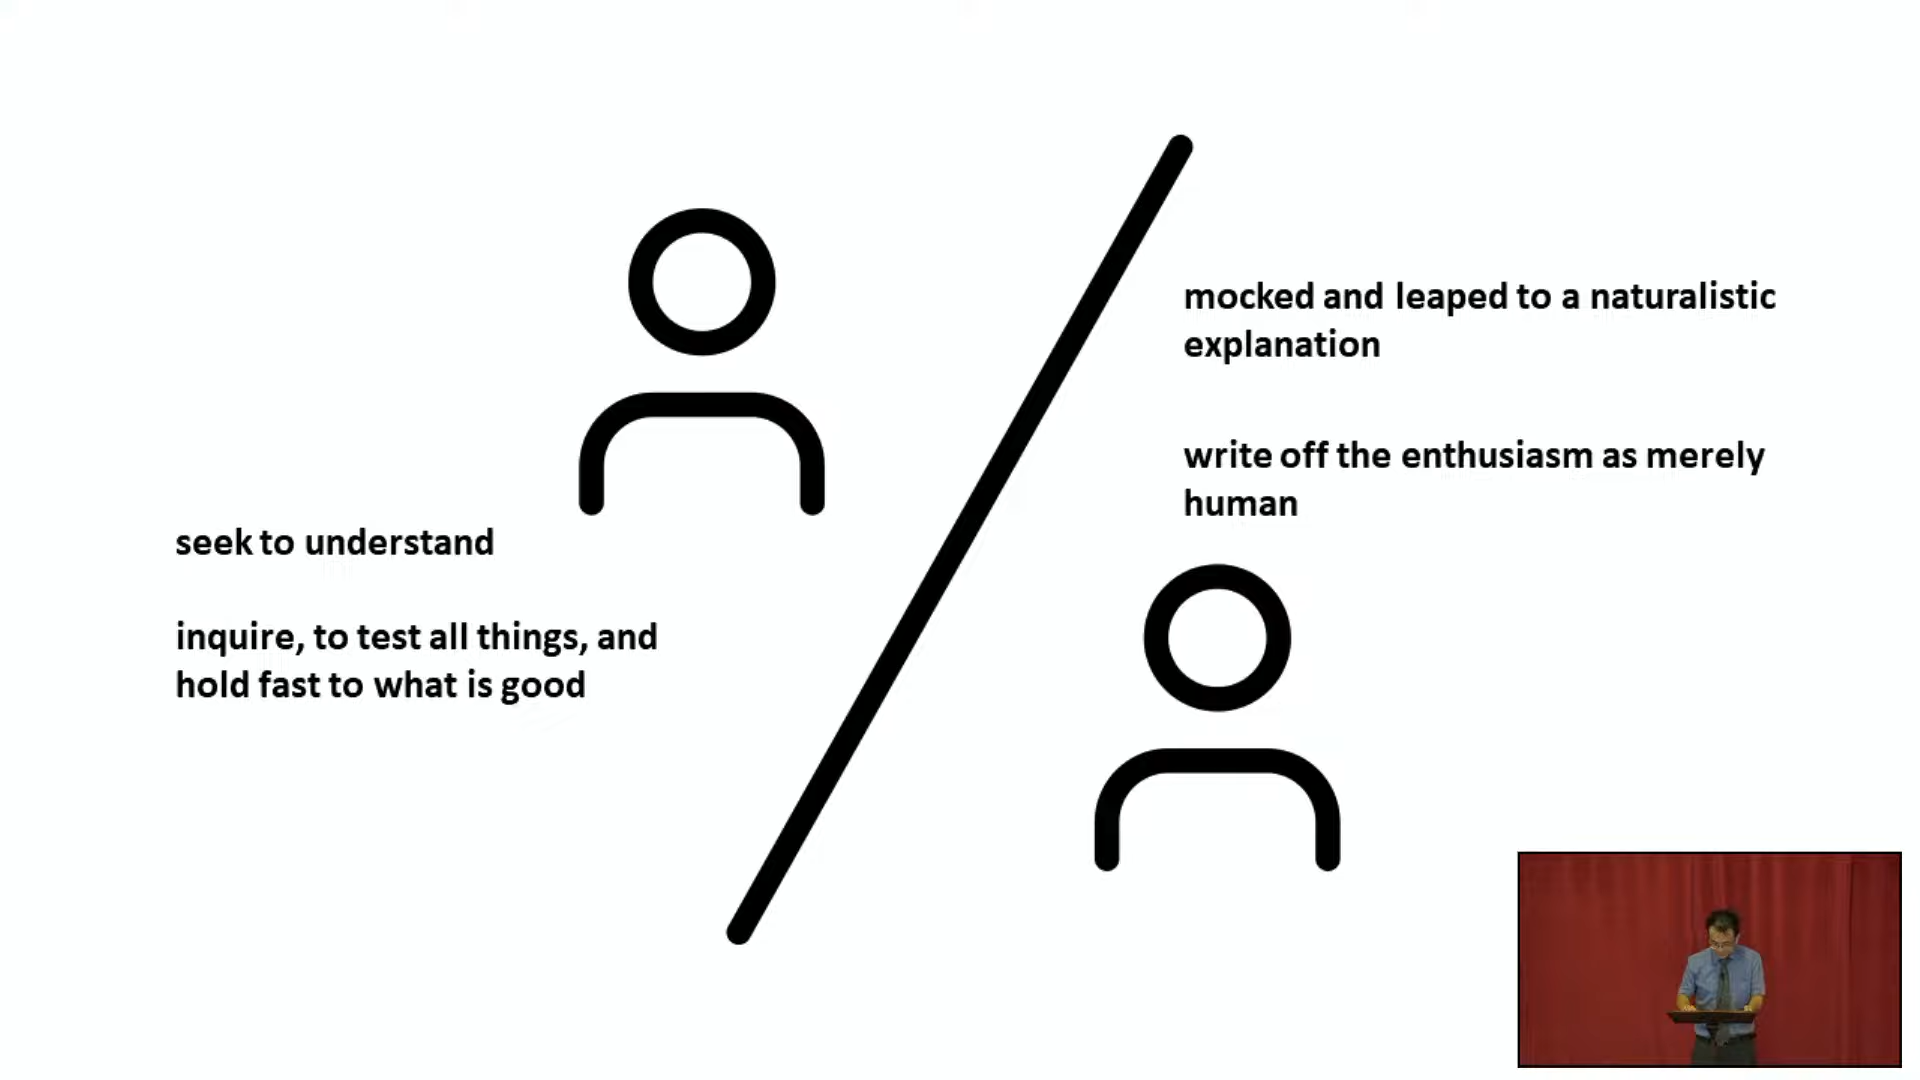 seek to understand
inquire, to test all things, and
hold fast to what is good
mocked and leaped to a naturalistic
explanation
write off the enthusiasm as merely
human